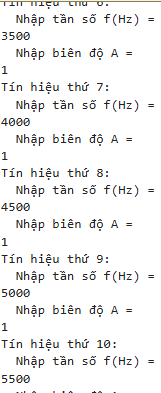 Tín hiệu thứ 6:
Nhập tần số f(Hz) =
3500
Nhập biên độ A =
1
Tín hiệu thứ 7:
Nhập tần số f(Hz) =
4000
Nhập biên độ A =
1
Tín hiệu thứ 8:
Nhập tần số f(Hz) =
4500
Nhập biên độ A =
1
Tín hiệu thứ 9:
Nhập tần số f(Hz) =
5000
Nhập biên độ A =
1
Tín hiệu thứ 10:
Nhập tần số f(Hz) =
5500